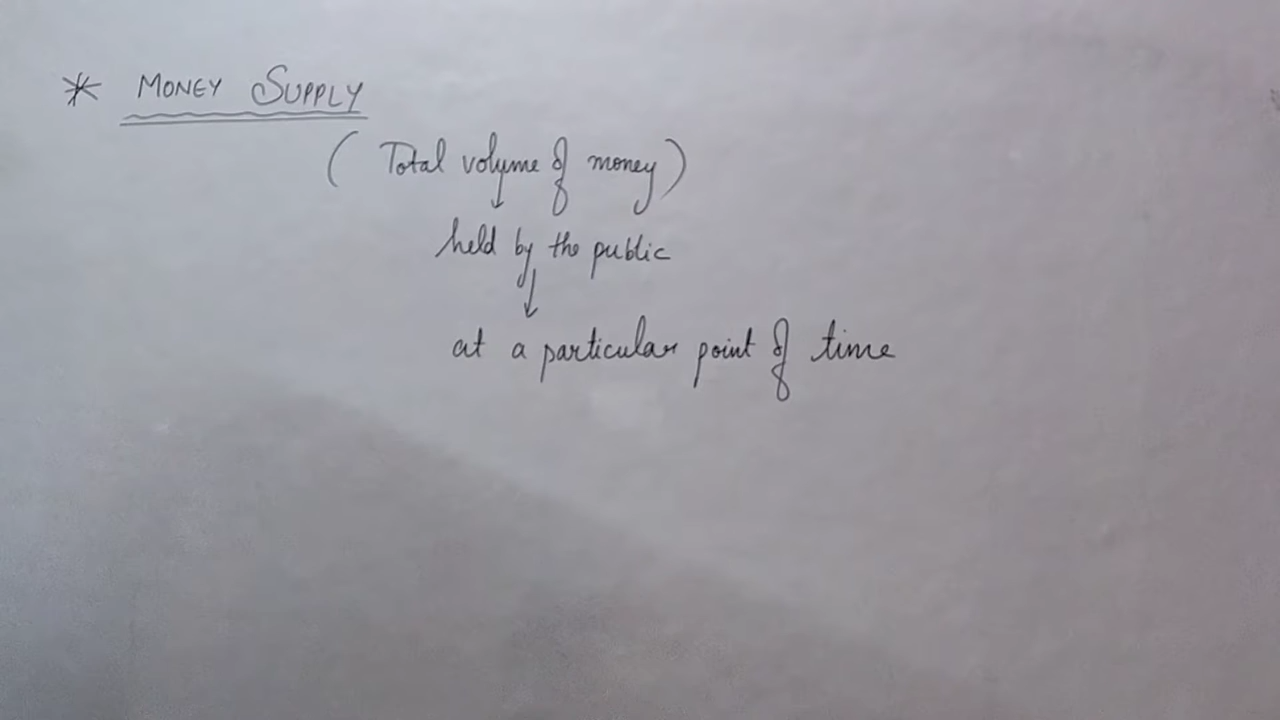 * MONEY SUPPLY
( Total volume of money )
held by the public
at a particular point of time